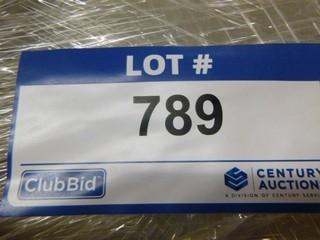 LOT #
789
ClubBid
CENTURY
AUCTION
A DIVISION OF CENTURY